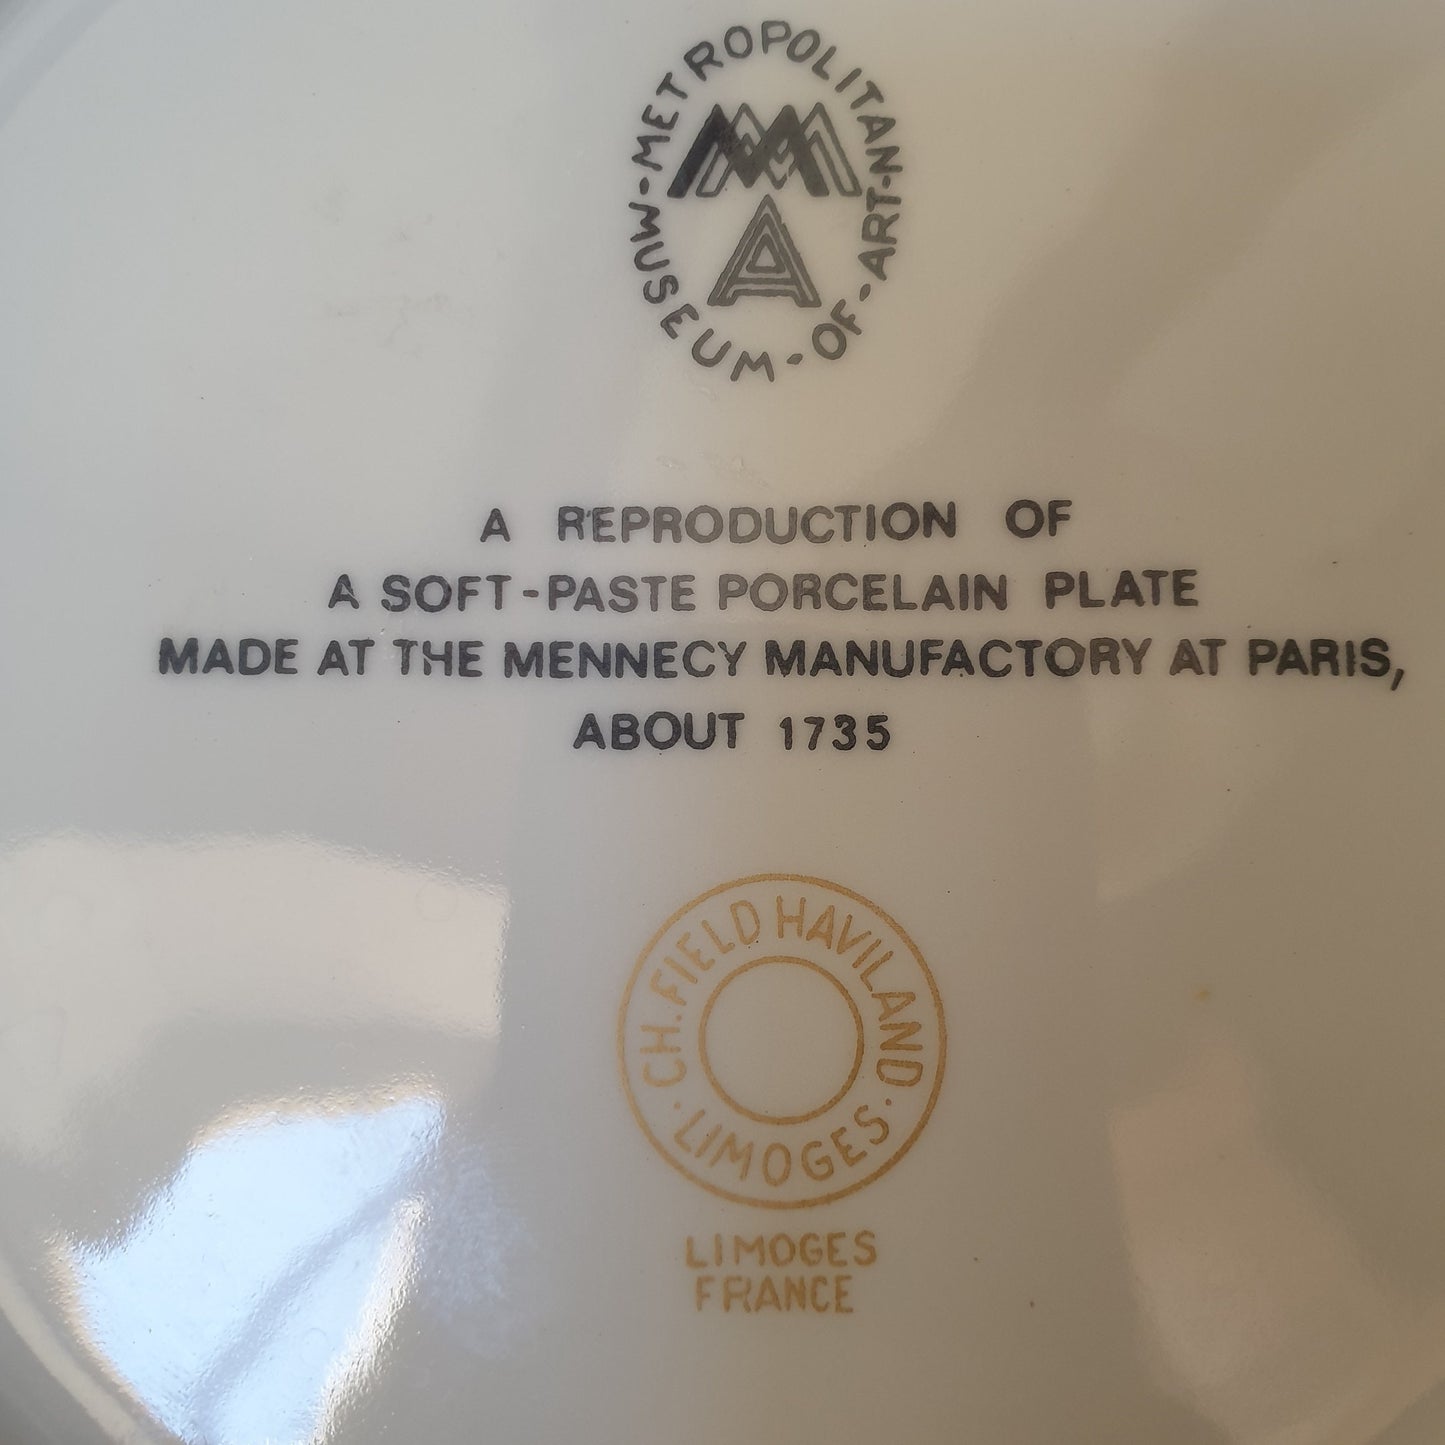 METROPOLITAN-
MUSEUM-OF-ART-
MMA
A REPRODUCTION OF
A SOFT-PASTE PORCELAIN PLATE
MADE AT THE MENNECY MANUFACTORY AT PARIS,
ABOUT 1735
CH. FIELD HAVILAND
· LIMOGES ·
LIMOGES
FRANCE